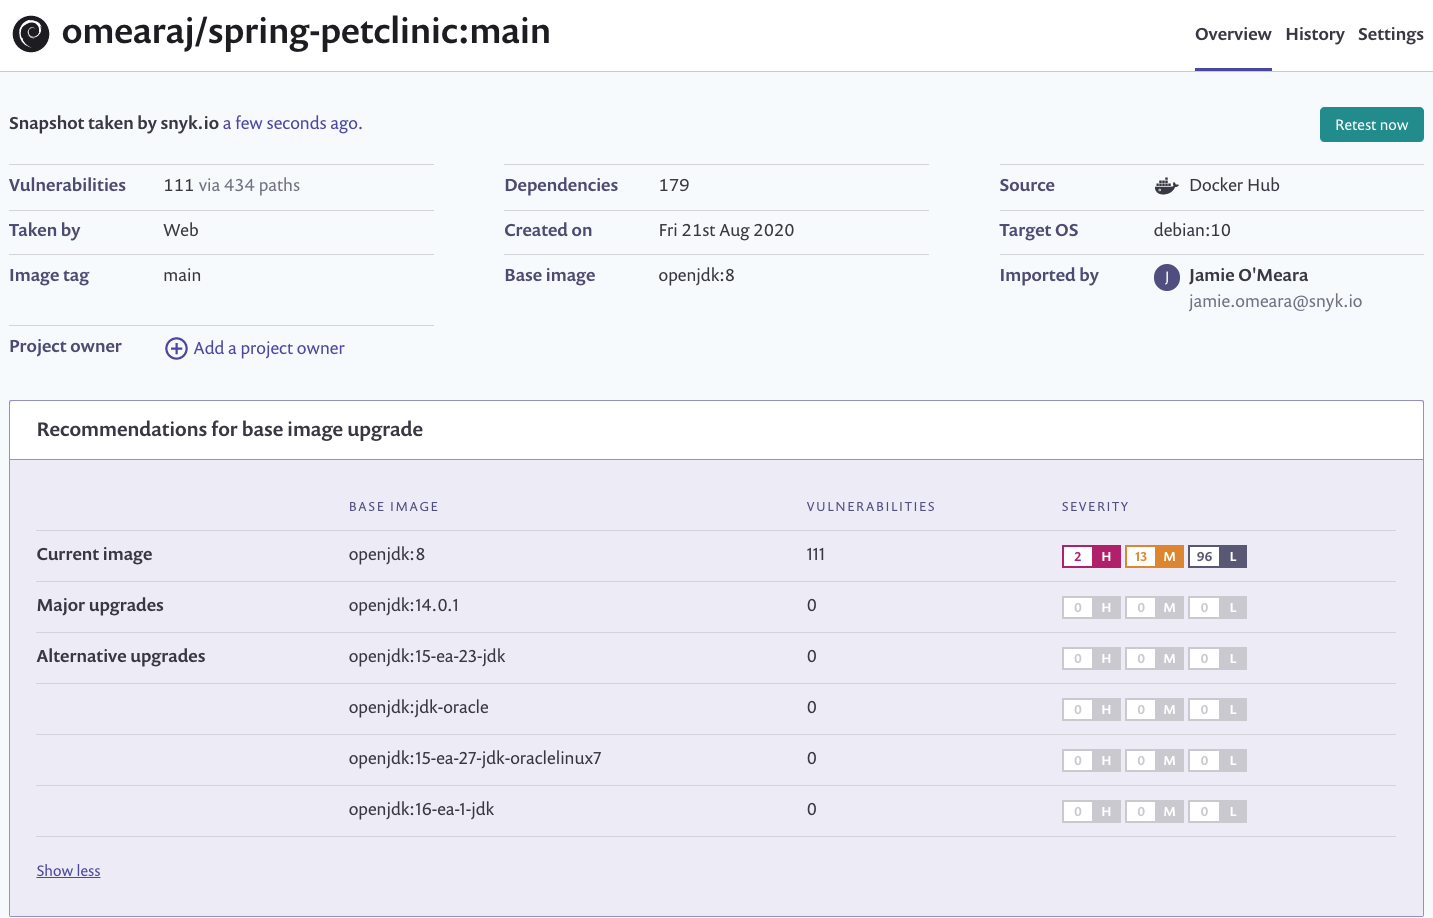 omearaj/spring-petclinic:main
Overview History Settings
Snapshot taken by snyk.io a few seconds ago.
Retest now
Vulnerabilities 111 via 434 paths
Dependencies 179
Source Docker Hub
Taken by Web
Created on Fri 21st Aug 2020
Target OS debian:10
Image tag main
Base image openjdk:8
Imported by J Jamie O'Meara
jamie.omeara@snyk.io
Project owner Add a project owner
Recommendations for base image upgrade
BASE IMAGE VULNERABILITIES SEVERITY
Current image openjdk:8 111 2 H 13 M 96 L
Major upgrades openjdk:14.0.1 0 0 H 0 M 0 L
Alternative upgrades openjdk:15-ea-23-jdk 0 0 H 0 M 0 L
openjdk:jdk-oracle 0 0 H 0 M 0 L
openjdk:15-ea-27-jdk-oraclelinux7 0 0 H 0 M 0 L
openjdk:16-ea-1-jdk 0 0 H 0 M 0 L
Show less